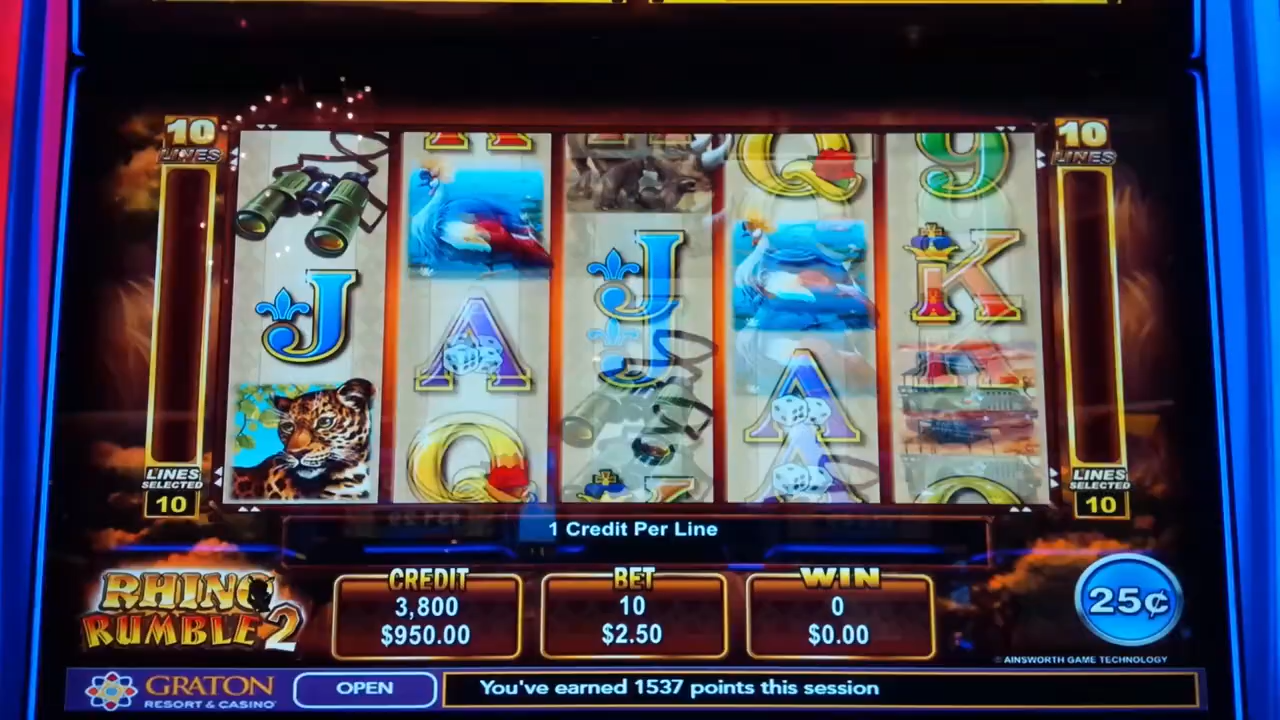 10 LINES
10 LINES
Q
9
J
J
K
J
A
A
A
Q
LINES SELECTED 10
LINES SELECTED 10
1 Credit Per Line
RHINO RUMBLE 2
CREDIT
3,800
$950.00
BET
10
$2.50
WIN
0
$0.00
25¢
AINSWORTH GAME TECHNOLOGY
GRATON
RESORT & CASINO
OPEN
You've earned 1537 points this session